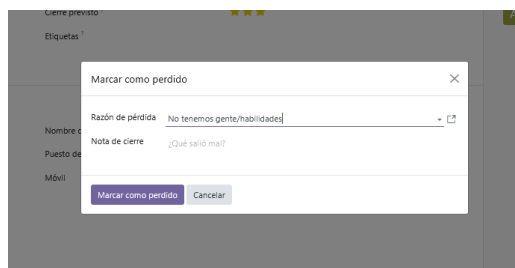 Cierre previsto ?
Etiquetas ?
Marcar como perdido
Razón de pérdida
No tenemos gente/habilidades
Nota de cierre
¿Qué salió mal?
Nombre
Puesto de
Móvil
Marcar como perdido
Cancelar